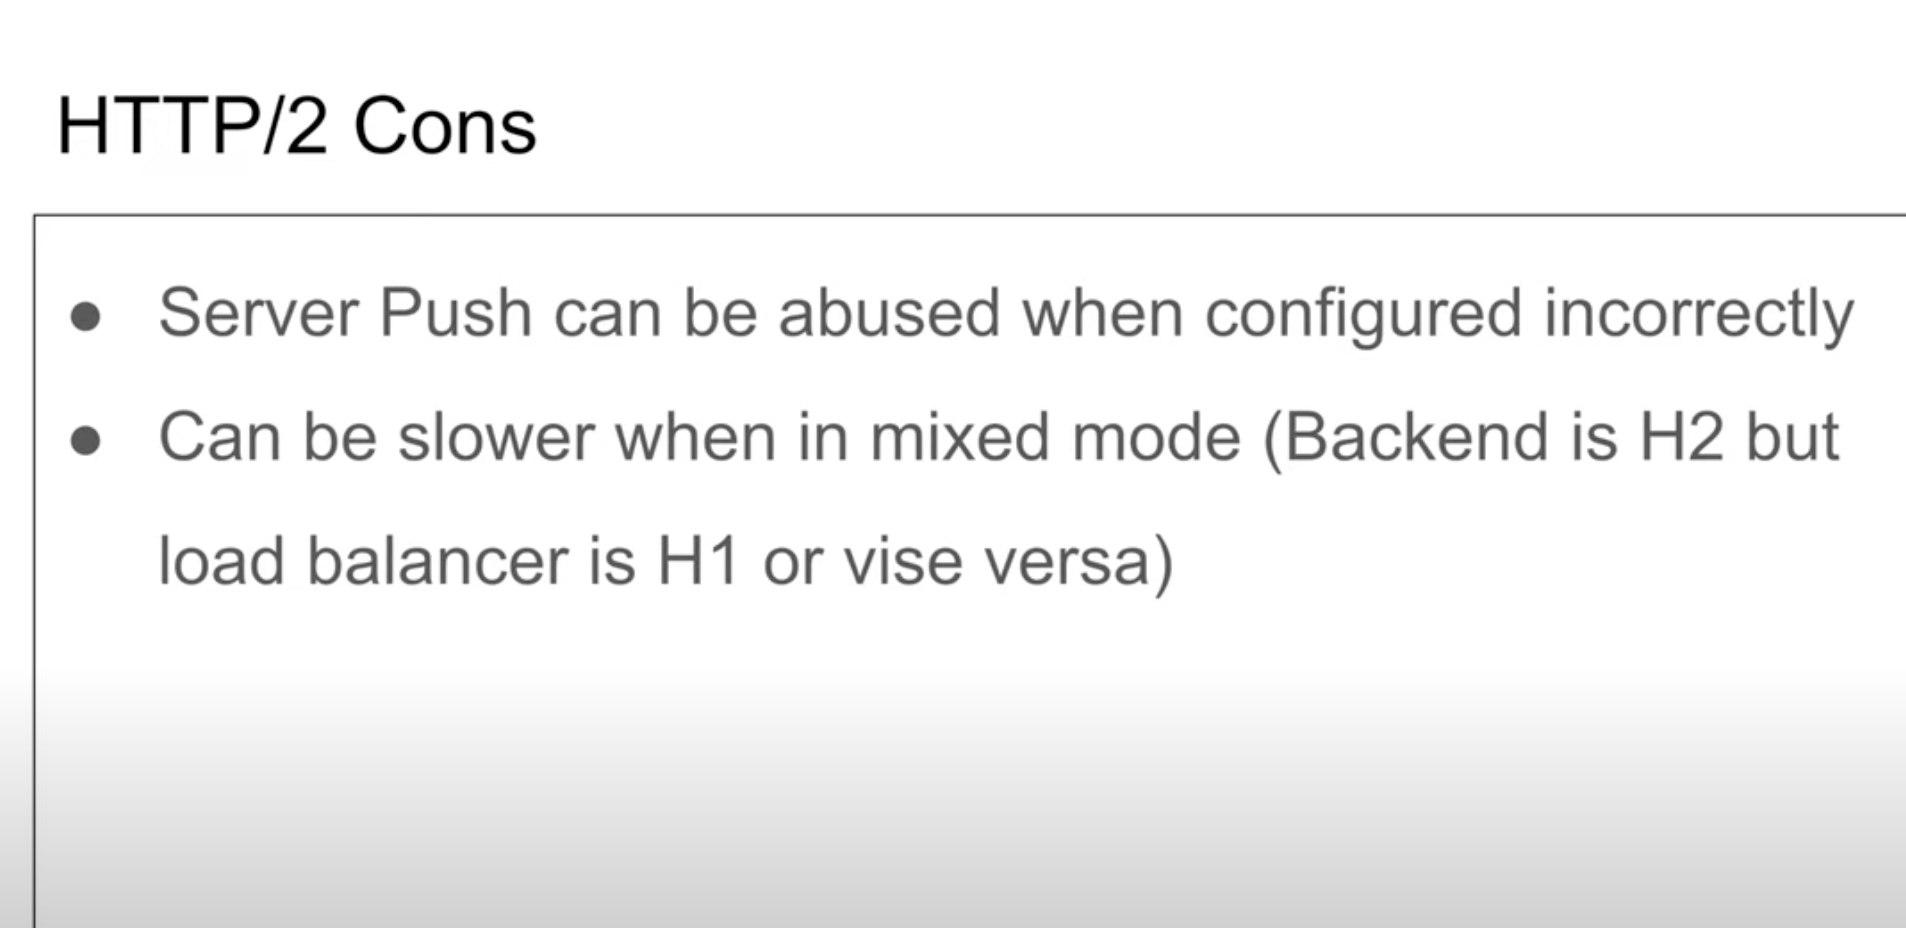 HTTP/2 Cons
● Server Push can be abused when configured incorrectly
● Can be slower when in mixed mode (Backend is H2 but
load balancer is H1 or vise versa)